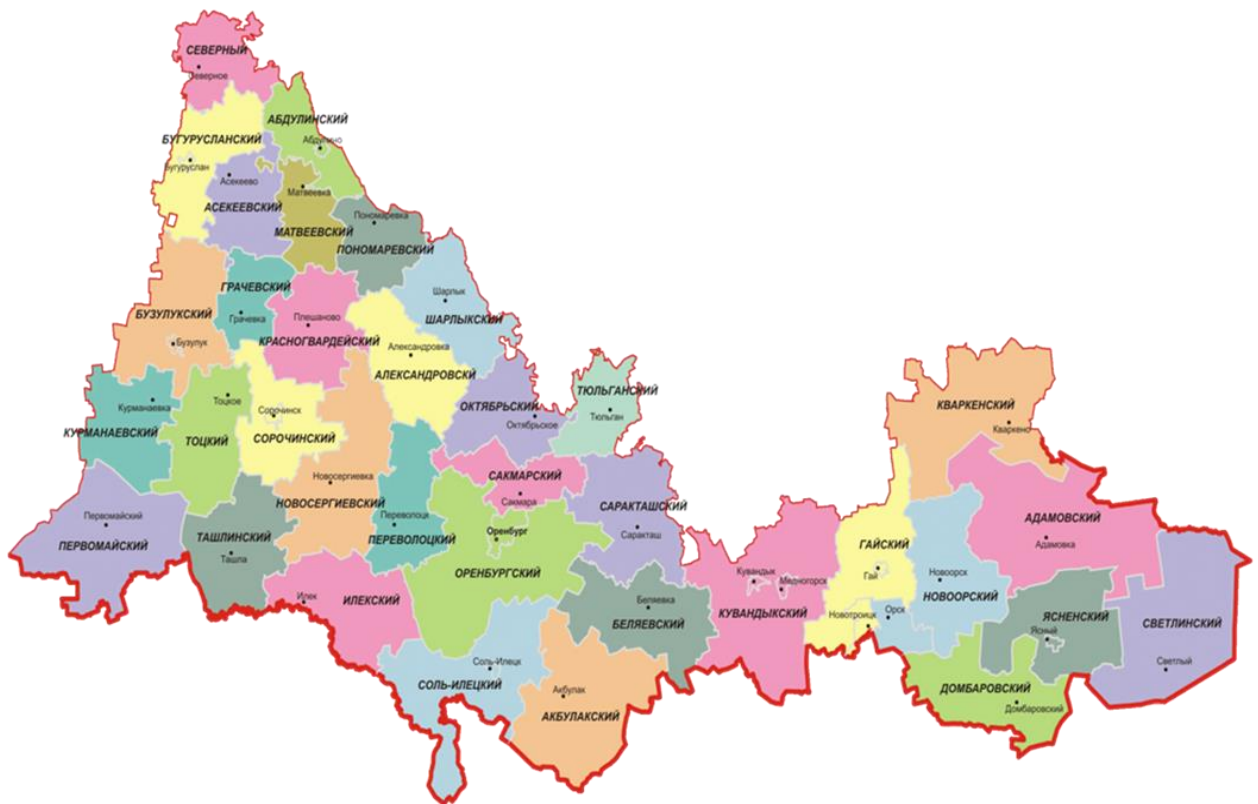 СЕВЕРНЫЙ
Северное
АБДУЛИНСКИЙ
БУГУРУСЛАНСКИЙ
Абдулино
Бугуруслан
Асекеево
Матвеевка
АСЕКЕЕВСКИЙ
Пономаревка
МАТВЕЕВСКИЙ
ПОНОМАРЕВСКИЙ
ГРАЧЕВСКИЙ
Шарлык
БУЗУЛУКСКИЙ
Грачевка
Плешаново
ШАРЛЫКСКИЙ
Бузулук
КРАСНОГВАРДЕЙСКИЙ
Александровка
АЛЕКСАНДРОВСКИ
ТЮЛЬГАНСКИЙ
Курманаевка
Тоцкое
Сорочинск
ОКТЯБРЬСКИЙ
Октябрьское
Тюльган
КВАРКЕНСКИЙ
Кваркено
КУРМАНАЕВСКИЙ
ТОЦКИЙ
СОРОЧИНСКИЙ
Новосергиевка
САКМАРСКИЙ
Сакмара
НОВОСЕРГИЕВСКИЙ
САРАКТАШСКИЙ
Саракташ
АДАМОВСКИЙ
Адамовка
Первомайский
ПЕРВОМАЙСКИЙ
ТАШЛИНСКИЙ
Ташла
Переволоцк
ПЕРЕВОЛОЦКИЙ
Оренбург
ОРЕНБУРГСКИЙ
ГАЙСКИЙ
Гай
Новоорск
НОВООРСКИЙ
Кувандык
Медногорск
КУВАНДЫКСКИЙ
Илек
ИЛЕКСКИЙ
Беляевка
БЕЛЯЕВСКИЙ
Новотроицк
Орск
ЯСНЕНСКИЙ
Ясный
СВЕТЛИНСКИЙ
Светлый
Соль-Илецк
СОЛЬ-ИЛЕЦКИЙ
Акбулак
АКБУЛАКСКИЙ
ДОМБАРОВСКИЙ
Домбаровский